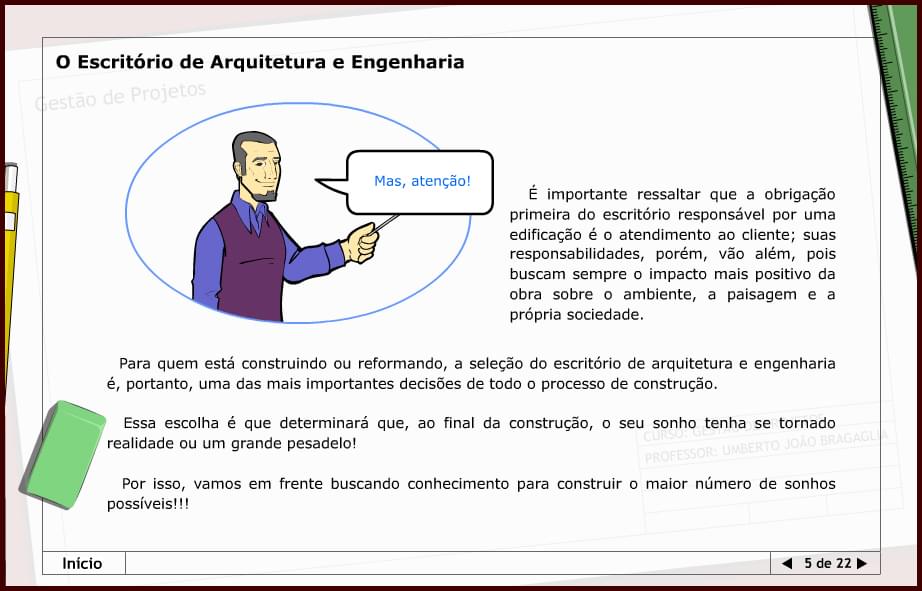 O Escritório de Arquitetura e Engenharia
Gestão de Projetos
Mas, atenção!
É importante ressaltar que a obrigação
primeira do escritório responsável por uma
edificação é o atendimento ao cliente; suas
responsabilidades, porém, vão além, pois
buscam sempre o impacto mais positivo da
obra sobre o ambiente, a paisagem e a
própria sociedade.
Para quem está construindo ou reformando, a seleção do escritório de arquitetura e engenharia
é, portanto, uma das mais importantes decisões de todo o processo de construção.
Essa escolha é que determinará que, ao final da construção, o seu sonho tenha se tornado
realidade ou um grande pesadelo!
CURSO: GESTÃO DE PROJETOS
PROFESSOR: UMBERTO JOÃO BRAGAGLIA
Por isso, vamos em frente buscando conhecimento para construir o maior número de sonhos
possíveis!!!
Início
5 de 22